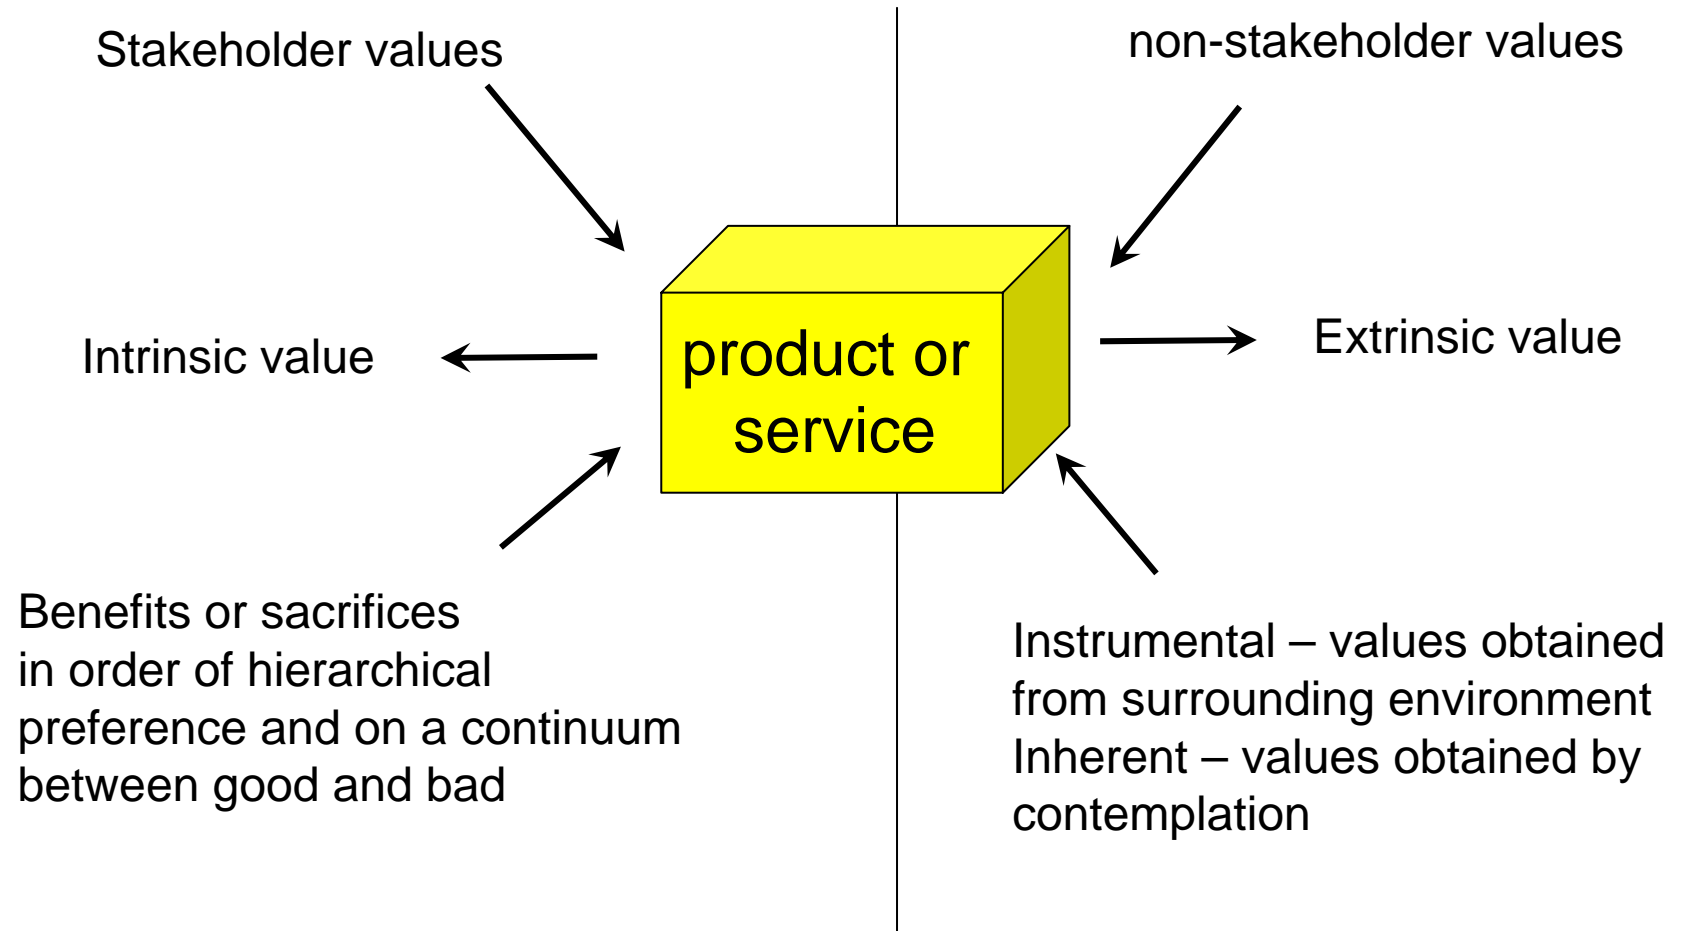 Stakeholder values
non-stakeholder values
Intrinsic value
product or
service
Extrinsic value
Benefits or sacrifices
in order of hierarchical
preference and on a continuum
between good and bad
Instrumental – values obtained
from surrounding environment
Inherent – values obtained by
contemplation